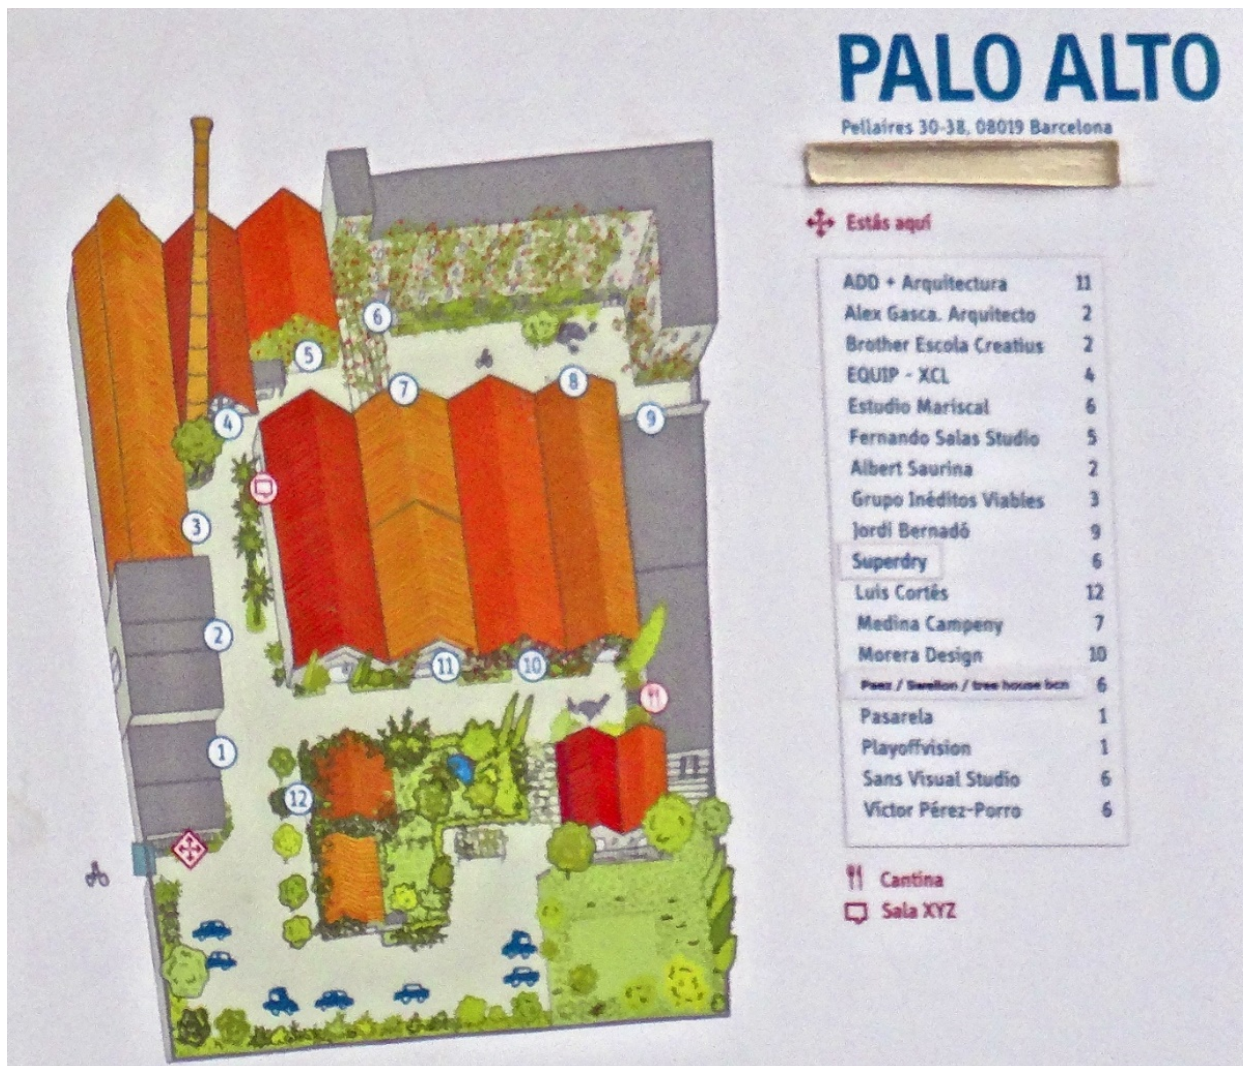 PALO ALTO
Pellaires 30-38, 08019 Barcelona
Estás aquí
ADD + Arquitectura 11
Alex Gasca. Arquitecto 2
Brother Escola Creatius 2
EQUIP - XCL 4
Estudio Mariscal 6
Fernando Salas Studio 5
Albert Saurina 2
Grupo Inéditos Viables 3
Jordi Bernadó 9
Superdry 6
Luis Cortés 12
Medina Campeny 7
Morera Design 10
Paez / Swellon / tree house bcn 6
Pasarela 1
Playoffvision 1
Sans Visual Studio 6
Víctor Pérez-Porro 6
Cantina
Sala XYZ
6
5
7
8
4
9
3
2
11
10
1
12